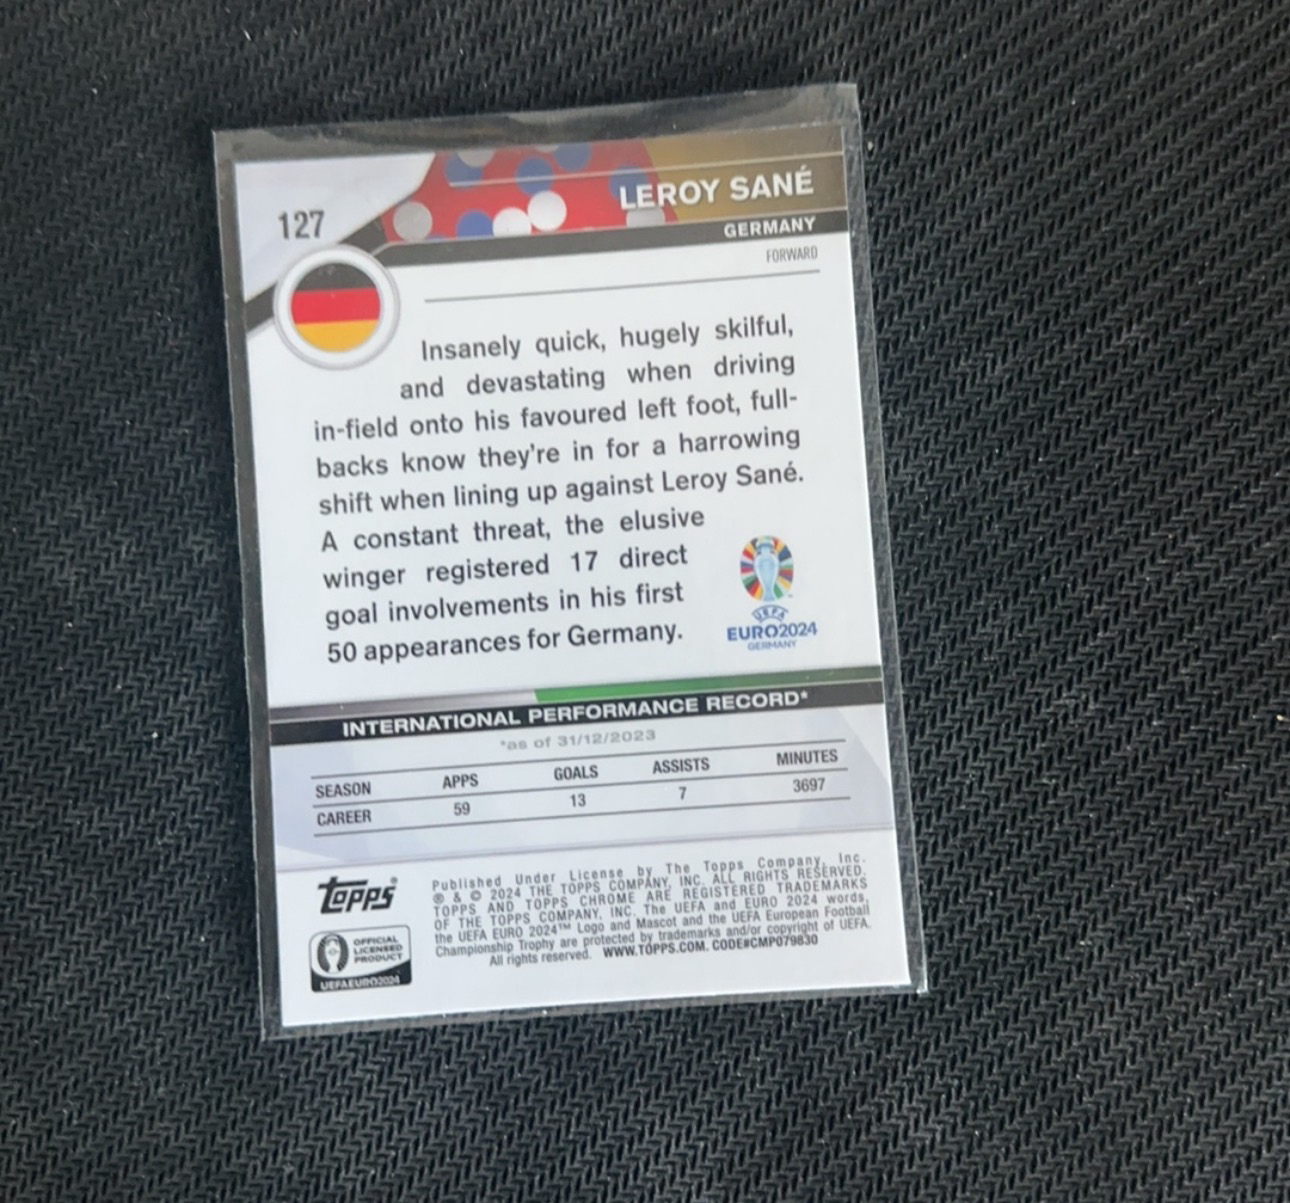 127
LEROY SANÉ
GERMANY
FORWARD
Insanely quick, hugely skilful,
and devastating when driving
in-field onto his favoured left foot, full-
backs know they're in for a harrowing
shift when lining up against Leroy Sané.
A constant threat, the elusive
winger registered 17 direct
goal involvements in his first
50 appearances for Germany.
UEFA
EURO2024
GERMANY
INTERNATIONAL PERFORMANCE RECORD*
*as of 31/12/2023
SEASON APPS GOALS ASSISTS MINUTES
CAREER 59 13 7 3697
Topps®
OFFICIAL
LICENSED
PRODUCT
UEFA EURO2024
Published Under License by The Topps Company, Inc.
® & © 2024 THE TOPPS COMPANY, INC. ALL RIGHTS RESERVED.
TOPPS AND TOPPS CHROME ARE REGISTERED TRADEMARKS
OF THE TOPPS COMPANY, INC. The UEFA and EURO 2024 words,
the UEFA EURO 2024™ Logo and Mascot and the UEFA European Football
Championship Trophy are protected by trademarks and/or copyright of UEFA.
All rights reserved. WWW.TOPPS.COM. CODE#CMP079830